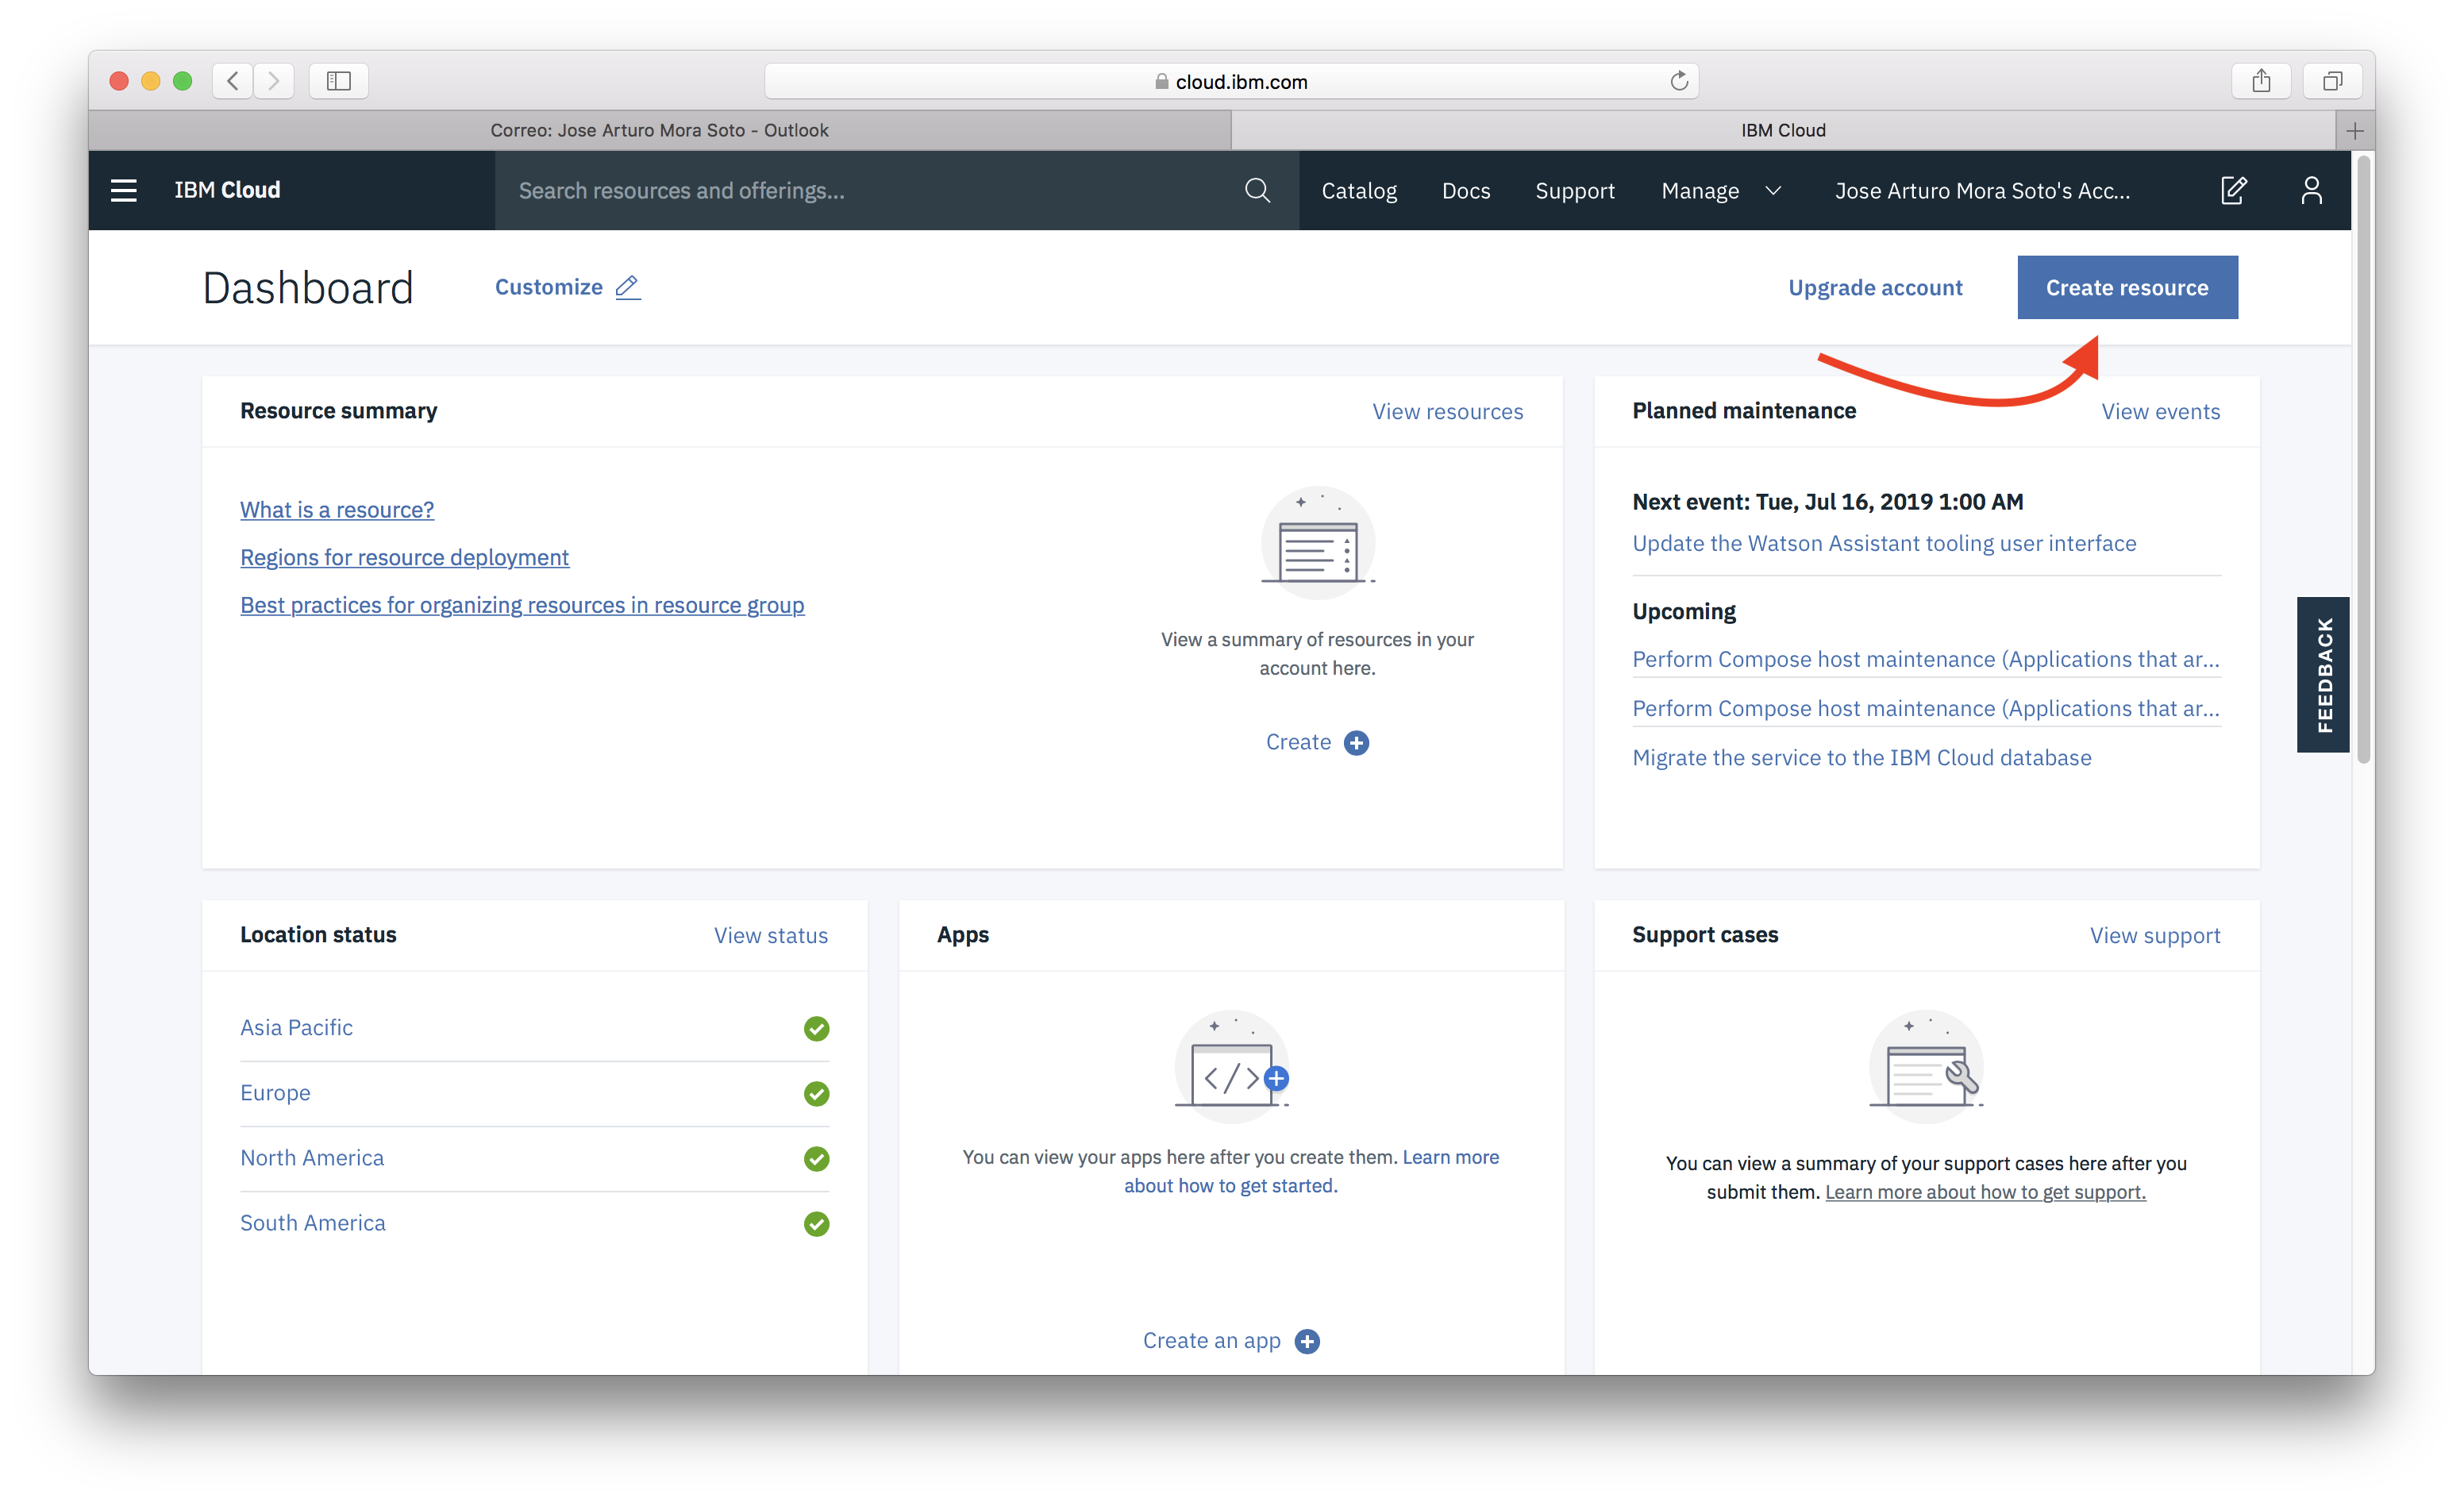 cloud.ibm.com
Correo: Jose Arturo Mora Soto - Outlook
IBM Cloud
IBM Cloud
Search resources and offerings...
Catalog
Docs
Support
Manage
Jose Arturo Mora Soto's Acc...
Dashboard
Customize
Upgrade account
Create resource
Resource summary
View resources
What is a resource?
Regions for resource deployment
Best practices for organizing resources in resource group
View a summary of resources in your
account here.
Create
Planned maintenance
View events
Next event: Tue, Jul 16, 2019 1:00 AM
Update the Watson Assistant tooling user interface
Upcoming
Perform Compose host maintenance (Applications that ar...
Perform Compose host maintenance (Applications that ar...
Migrate the service to the IBM Cloud database
FEEDBACK
Location status
View status
Asia Pacific
Europe
North America
South America
Apps
You can view your apps here after you create them. Learn more
about how to get started.
Create an app
Support cases
View support
You can view a summary of your support cases here after you
submit them. Learn more about how to get support.